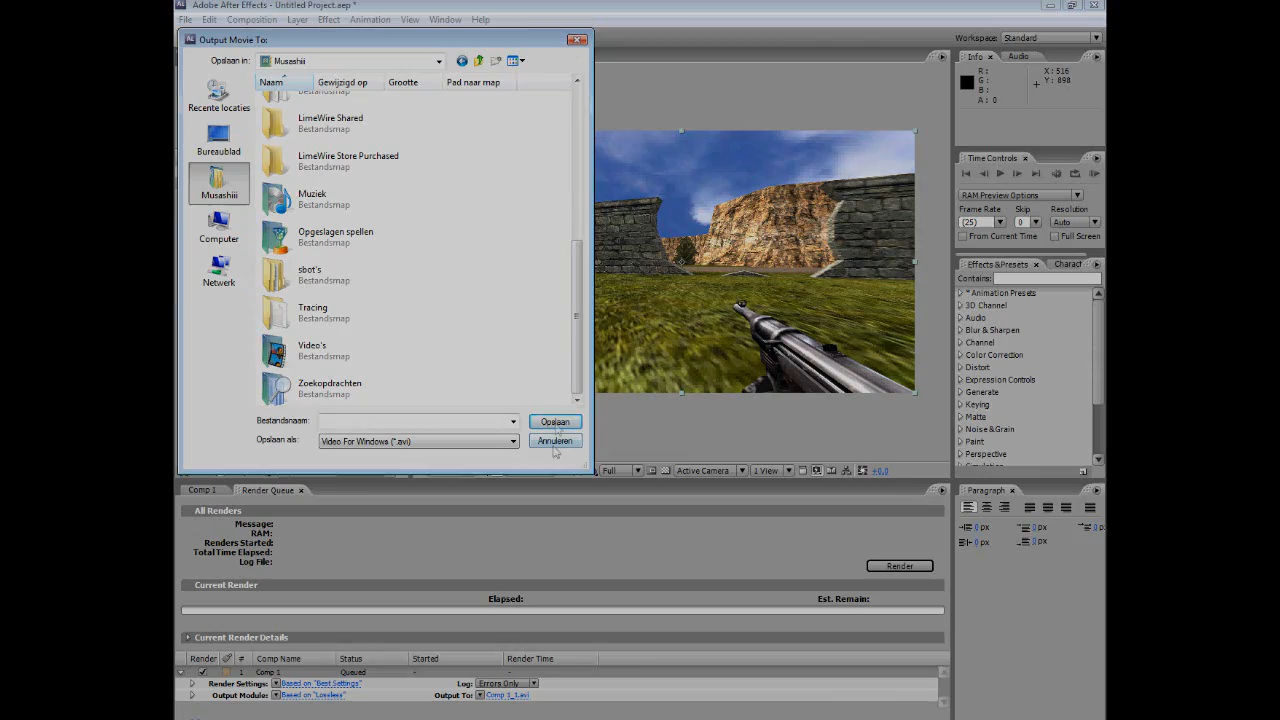 Adobe After Effects - Untitled Project.aep *
File Edit Composition Layer Effect Animation View Window Help
Workspace: Standard
Output Movie To:
Opslaan in: Musashiii
Naam Gewijzigd op Grootte Pad naar map
Bestandsmap
LimeWire Shared
Bestandsmap
LimeWire Store Purchased
Bestandsmap
Muziek
Bestandsmap
Opgeslagen spellen
Bestandsmap
sbot's
Bestandsmap
Tracing
Bestandsmap
Video's
Bestandsmap
Zoekopdrachten
Bestandsmap
Recente locaties
Bureaublad
Musashiii
Computer
Netwerk
Bestandsnaam:
Opslaan
Opslaan als: Video For Windows (*.avi)
Annuleren
Info Audio
R:
G:
B:
A: 0
X: 516
Y: 898
Time Controls
RAM Preview Options
Frame Rate Skip Resolution
(25) 0 Auto
From Current Time Full Screen
Effects & Presets Charact
Contains:
* Animation Presets
3D Channel
Audio
Blur & Sharpen
Channel
Color Correction
Distort
Expression Controls
Generate
Keying
Matte
Noise & Grain
Paint
Perspective
Full Active Camera 1 View +0,0
Comp 1 Render Queue
All Renders
Message:
RAM:
Renders Started:
Total Time Elapsed:
Log File:
Render
Current Render
Elapsed: Est. Remain:
Current Render Details
Render # Comp Name Status Started Render Time
1 Comp 1 Queued - -
Render Settings: Based on "Best Settings" Log: Errors Only
Output Module: Based on "Lossless" Output To: Comp 1_1.avi
Paragraph
0 px 0 px 0 p
0 px 0 px